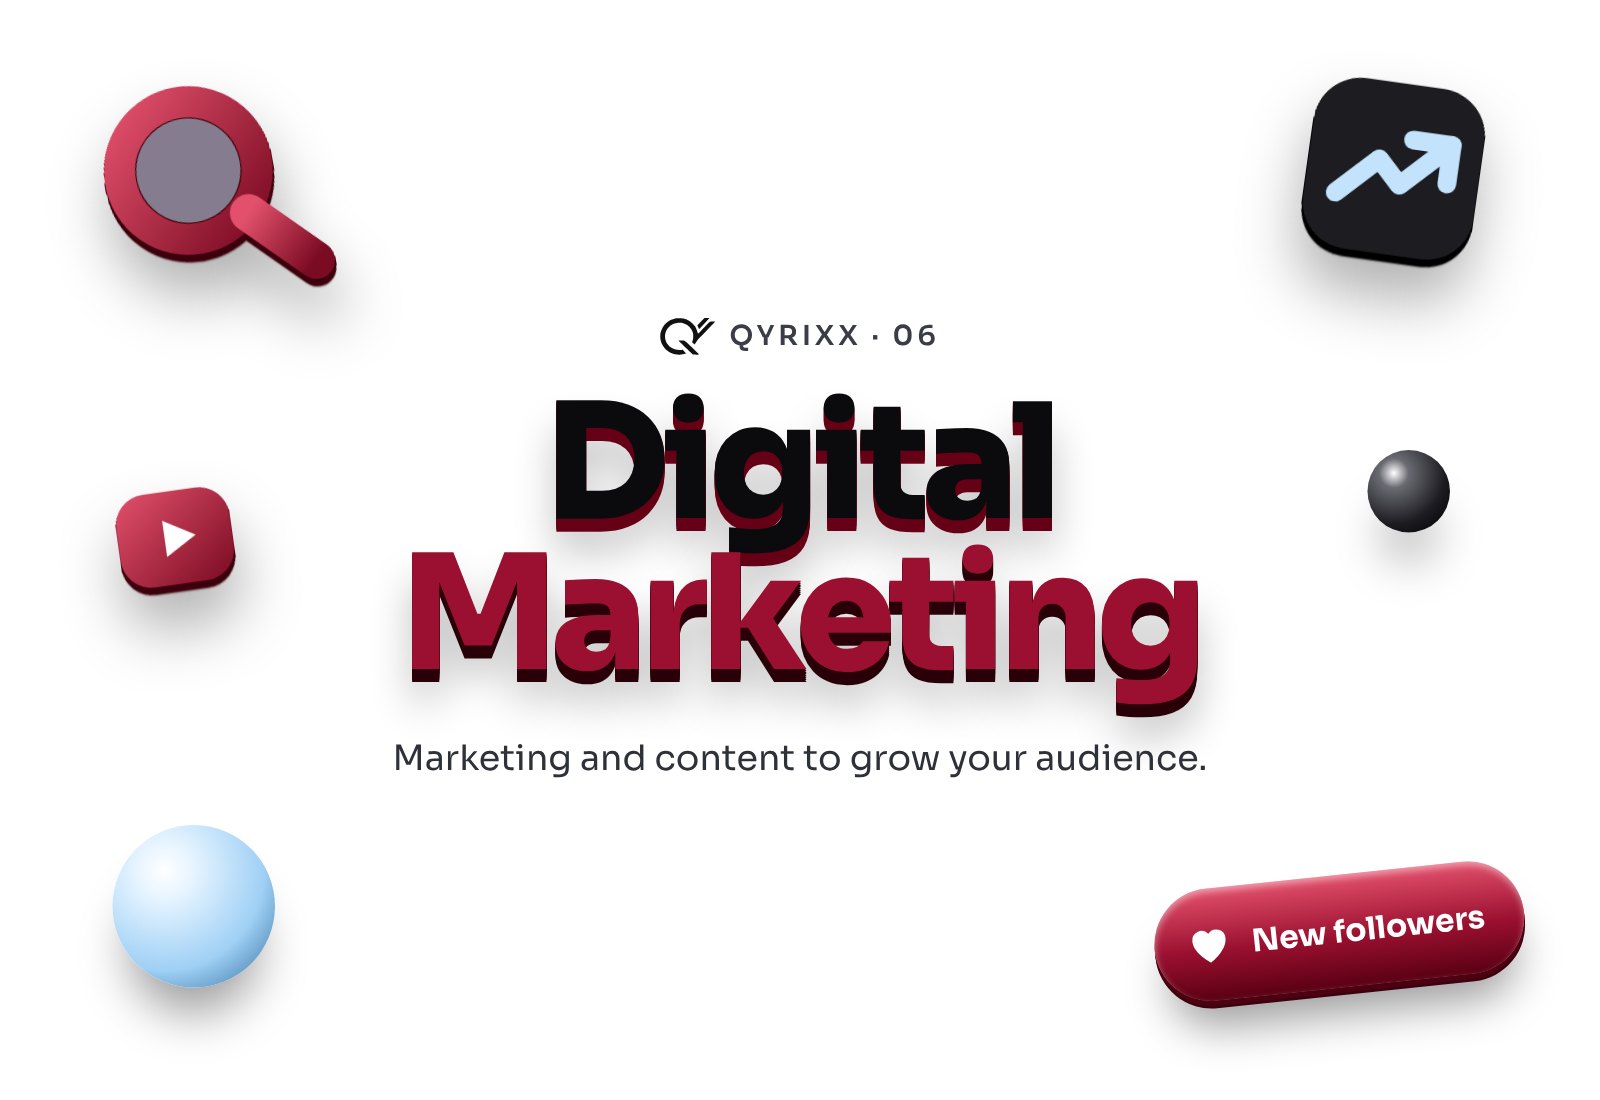 QYRIXX · 06
Digital
Marketing
Marketing and content to grow your audience.
New followers